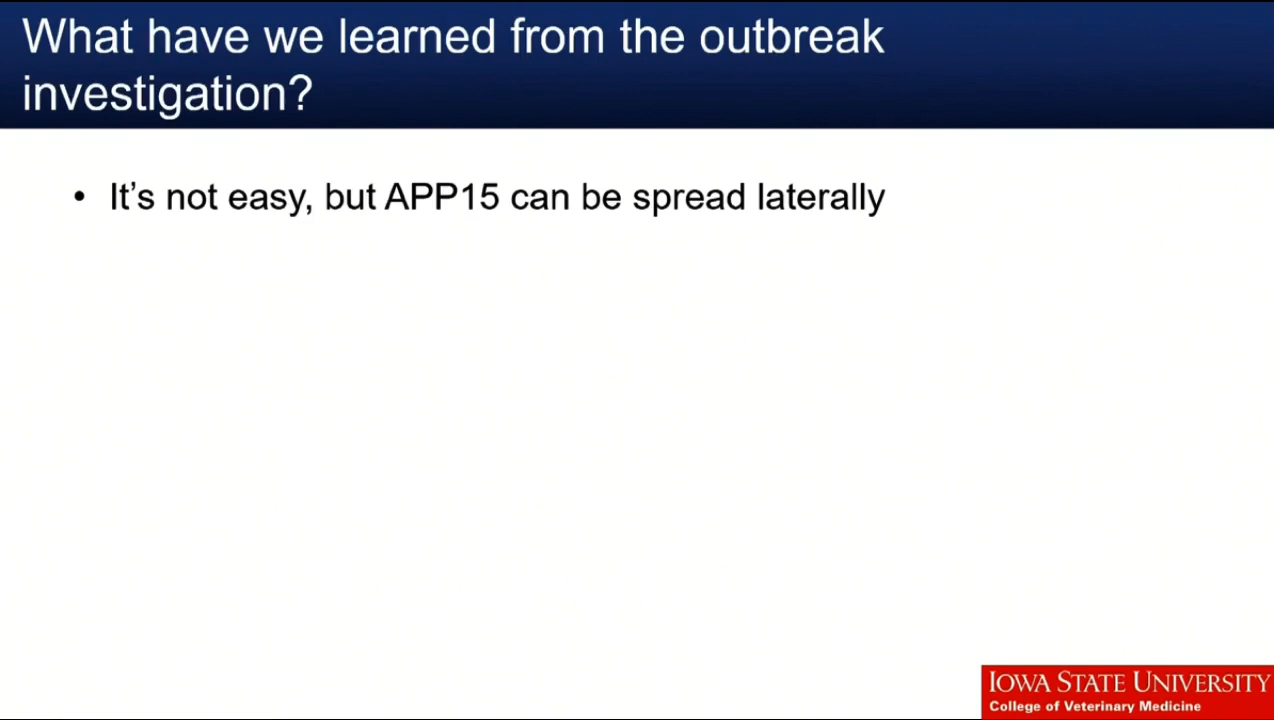 What have we learned from the outbreak
investigation?
• It’s not easy, but APP15 can be spread laterally
IOWA STATE UNIVERSITY
College of Veterinary Medicine